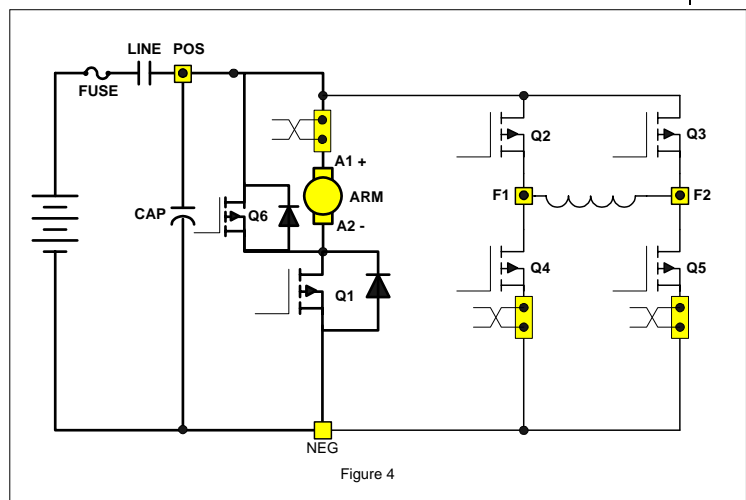 LINE POS
FUSE
Q2 Q3
A1 +
ARM
F1 F2
CAP Q6
A2 -
Q4 Q5
Q1
NEG
Figure 4